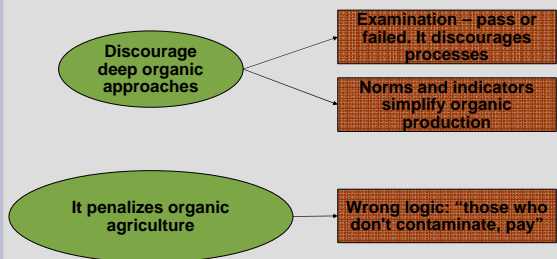 Discourage
deep organic
approaches
Examination – pass or
failed. It discourages
processes
Norms and indicators
simplify organic
production
It penalizes organic
agriculture
Wrong logic: “those who
don’t contaminate, pay”